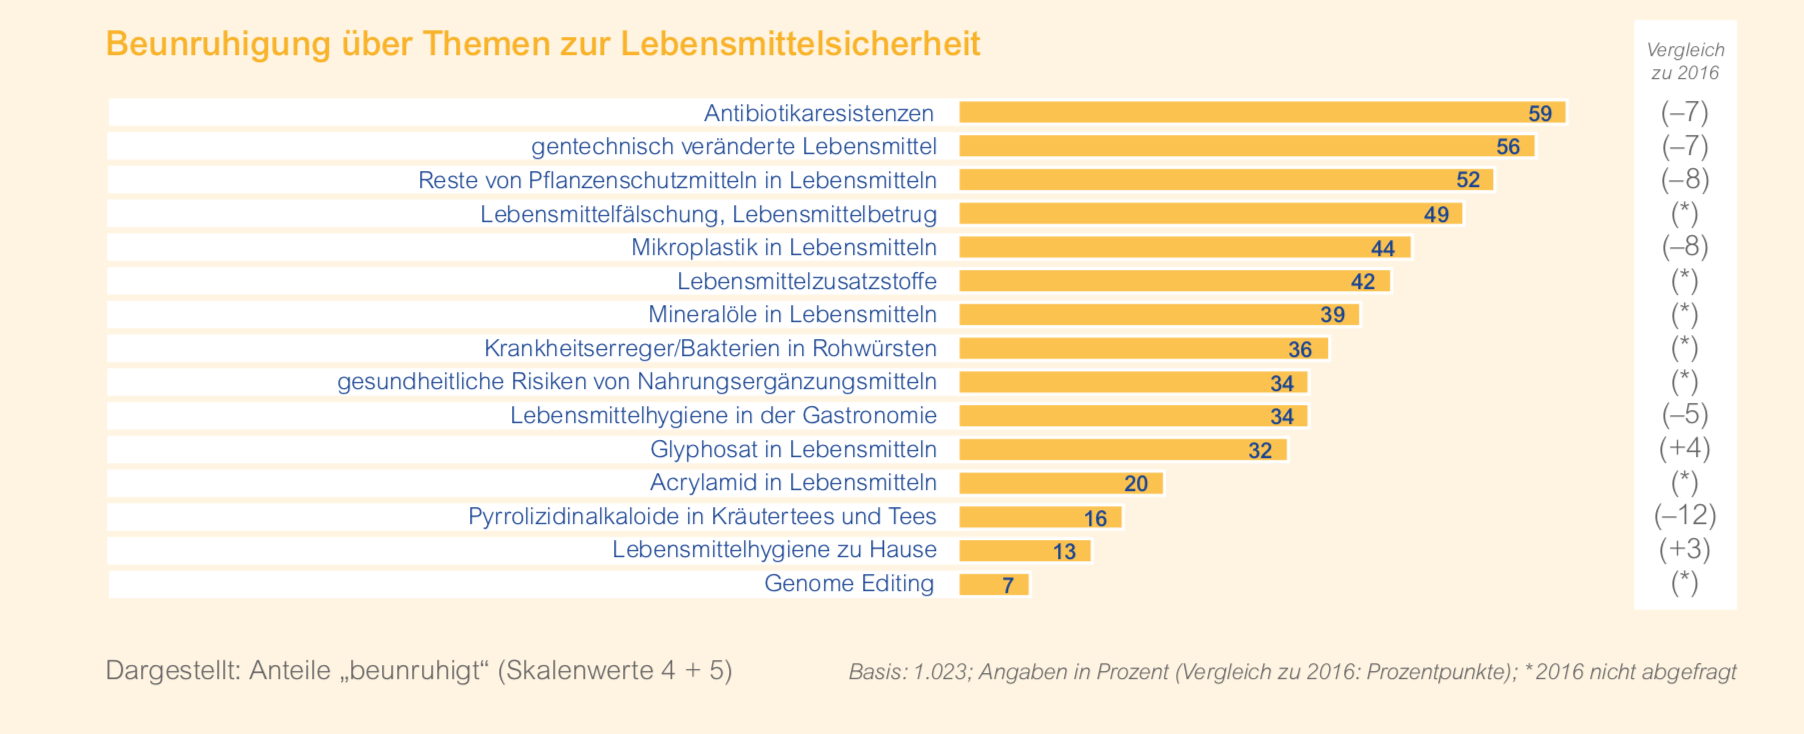 Beunruhigung über Themen zur Lebensmittelsicherheit
Vergleich
zu 2016
Antibiotikaresistenzen 59 (–7)
gentechnisch veränderte Lebensmittel 56 (–7)
Reste von Pflanzenschutzmitteln in Lebensmitteln 52 (–8)
Lebensmittelfälschung, Lebensmittelbetrug 49 (*)
Mikroplastik in Lebensmitteln 44 (–8)
Lebensmittelzusatzstoffe 42 (*)
Mineralöle in Lebensmitteln 39 (*)
Krankheitserreger/Bakterien in Rohwürsten 36 (*)
gesundheitliche Risiken von Nahrungsergänzungsmitteln 34 (*)
Lebensmittelhygiene in der Gastronomie 34 (–5)
Glyphosat in Lebensmitteln 32 (+4)
Acrylamid in Lebensmitteln 20 (*)
Pyrrolizidinalkaloide in Kräutertees und Tees 16 (–12)
Lebensmittelhygiene zu Hause 13 (+3)
Genome Editing 7 (*)
Dargestellt: Anteile „beunruhigt“ (Skalenwerte 4 + 5)
Basis: 1.023; Angaben in Prozent (Vergleich zu 2016: Prozentpunkte); * 2016 nicht abgefragt